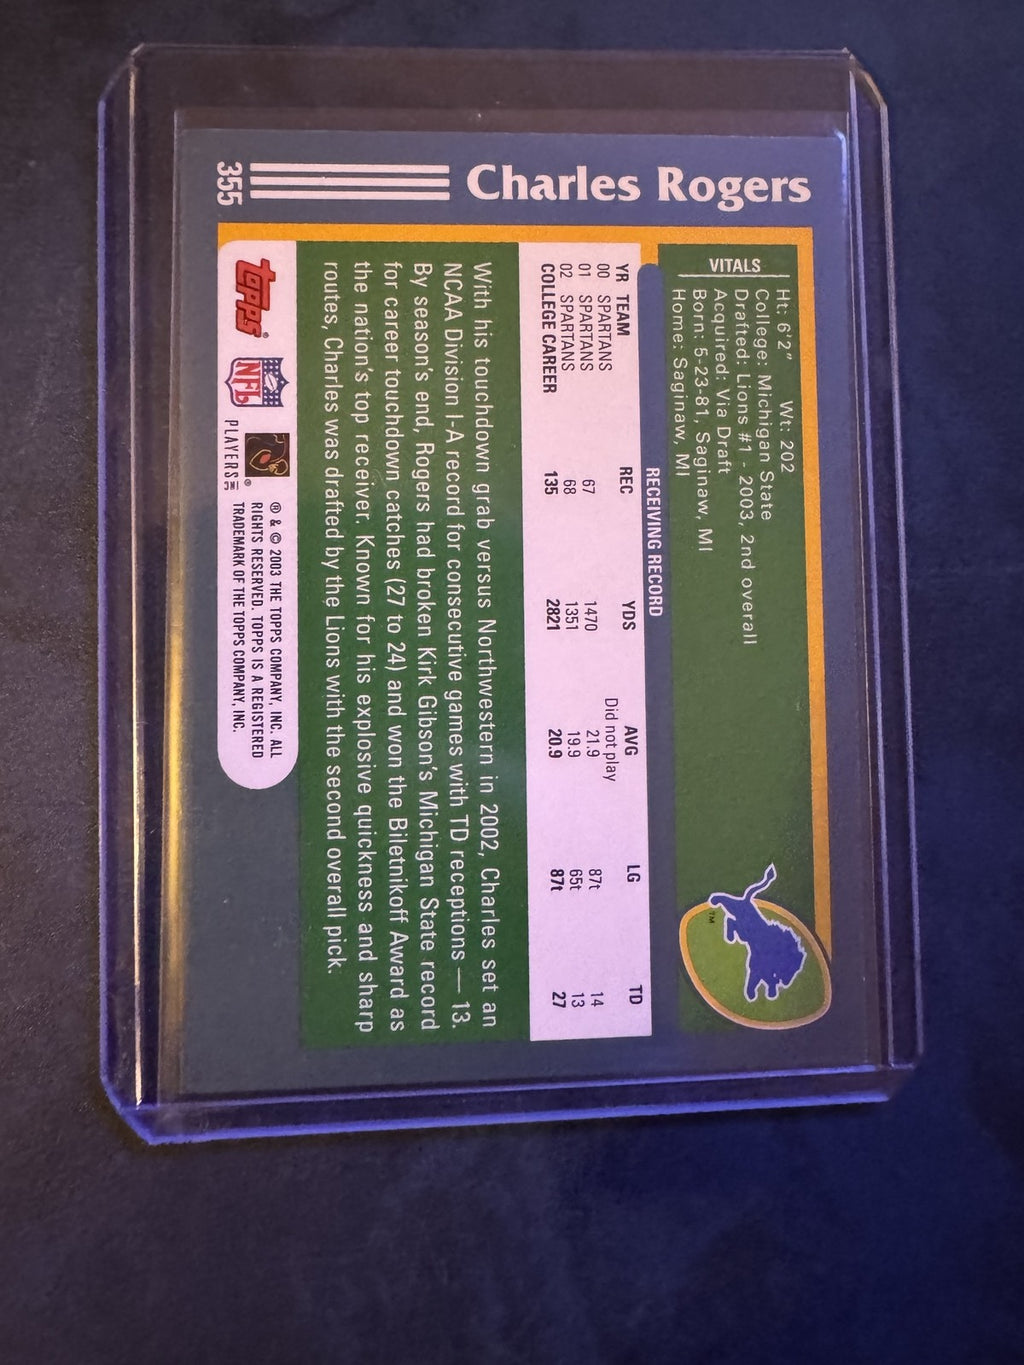 Charles Rogers
355
VITALS
Ht: 6'2" Wt: 202
College: Michigan State
Drafted: Lions #1 - 2003, 2nd overall
Acquired: Via Draft
Born: 5-23-81, Saginaw, MI
Home: Saginaw, MI
TM
RECEIVING RECORD
YR TEAM REC YDS AVG LG TD
00 SPARTANS Did not play
01 SPARTANS 67 1470 21.9 87t 14
02 SPARTANS 68 1351 19.9 65t 13
COLLEGE CAREER 135 2821 20.9 87t 27
With his touchdown grab versus Northwestern in 2002, Charles set an
NCAA Division I-A record for consecutive games with TD receptions — 13.
By season's end, Rogers had broken Kirk Gibson's Michigan State record
for career touchdown catches (27 to 24) and won the Biletnikoff Award as
the nation's top receiver. Known for his explosive quickness and sharp
routes, Charles was drafted by the Lions with the second overall pick.
Topps®
NFL
PLAYERS
® & © 2003 THE TOPPS COMPANY, INC. ALL
RIGHTS RESERVED. TOPPS IS A REGISTERED
TRADEMARK OF THE TOPPS COMPANY, INC.